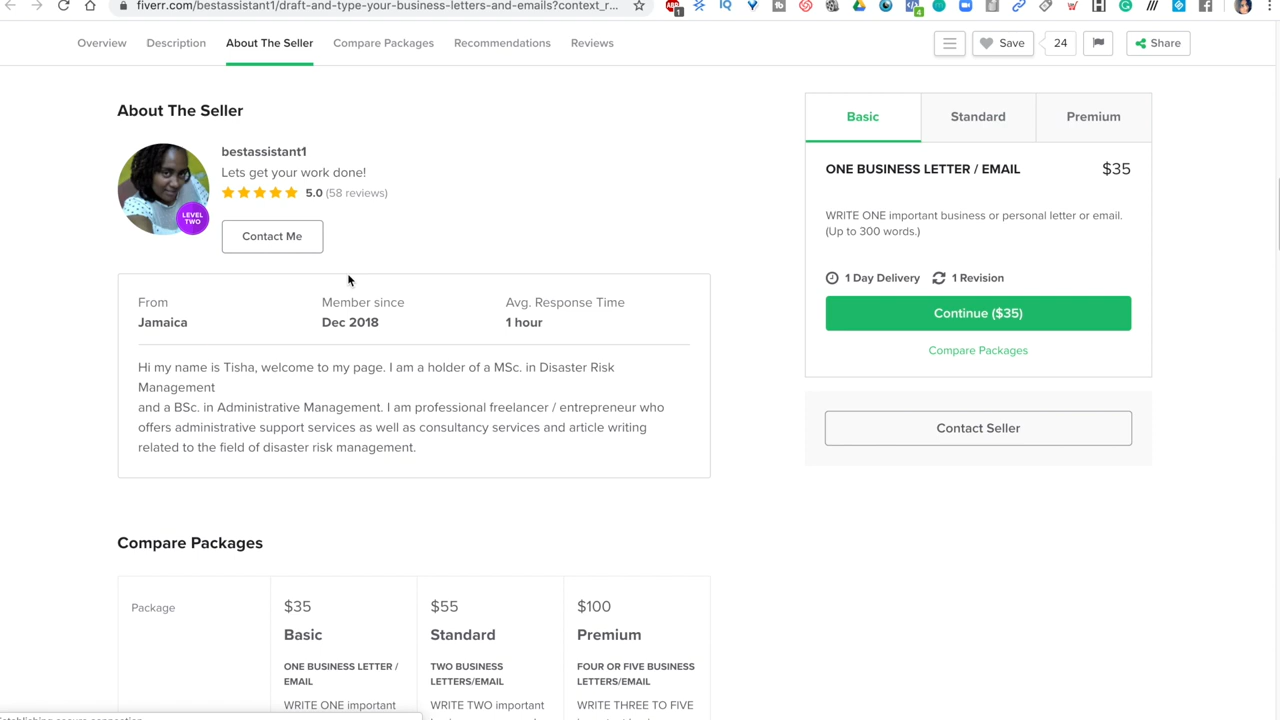 fiverr.com/bestassistant1/draft-and-type-your-business-letters-and-emails?context_r...
Overview
Description
About The Seller
Compare Packages
Recommendations
Reviews
Save
24
Share
About The Seller
bestassistant1
Lets get your work done!
5.0 (58 reviews)
LEVEL
TWO
Contact Me
From
Jamaica
Member since
Dec 2018
Avg. Response Time
1 hour
Hi my name is Tisha, welcome to my page. I am a holder of a MSc. in Disaster Risk
Management
and a BSc. in Administrative Management. I am professional freelancer / entrepreneur who
offers administrative support services as well as consultancy services and article writing
related to the field of disaster risk management.
Basic
Standard
Premium
ONE BUSINESS LETTER / EMAIL
$35
WRITE ONE important business or personal letter or email.
(Up to 300 words.)
1 Day Delivery
1 Revision
Continue ($35)
Compare Packages
Contact Seller
Compare Packages
Package
$35
Basic
ONE BUSINESS LETTER /
EMAIL
WRITE ONE important
$55
Standard
TWO BUSINESS
LETTERS/EMAIL
WRITE TWO important
$100
Premium
FOUR OR FIVE BUSINESS
LETTERS/EMAIL
WRITE THREE TO FIVE